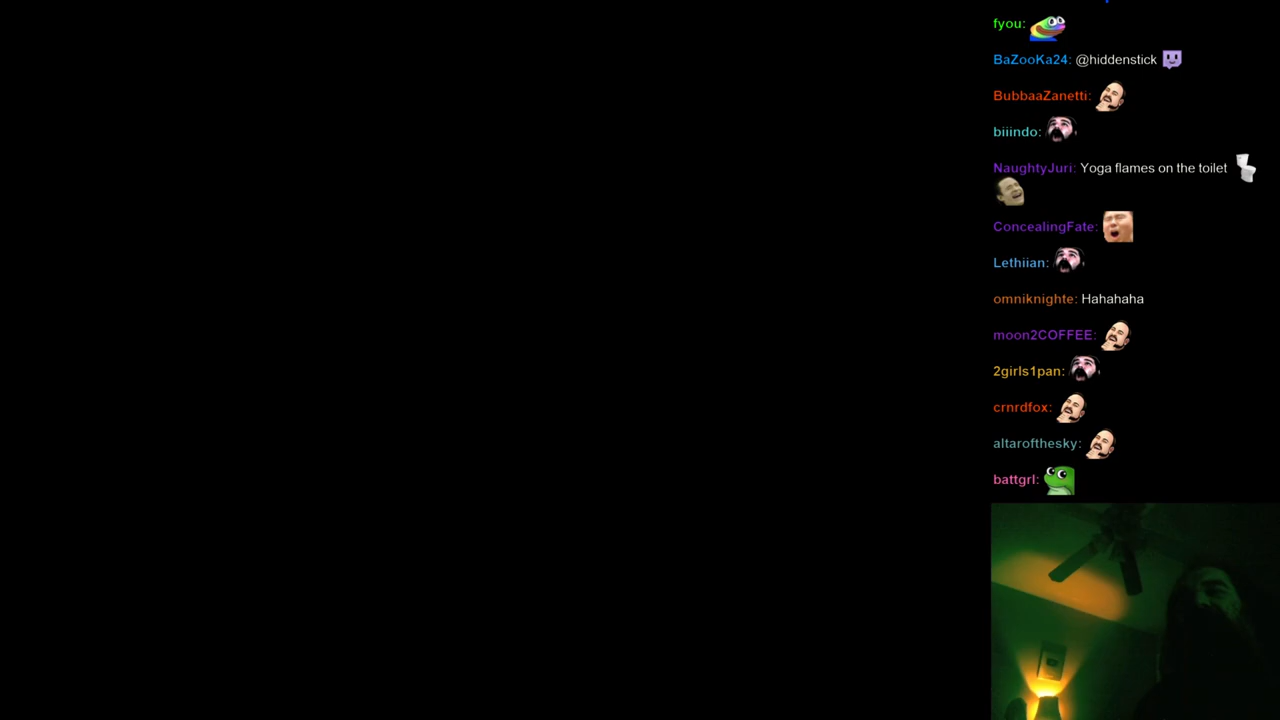 fyou:
BaZooKa24: @hiddenstick
BubbaaZanetti:
biiindo:
NaughtyJuri: Yoga flames on the toilet
ConcealingFate:
Lethiian:
omniknighte: Hahahaha
moon2COFFEE:
2girls1pan:
crnrdfox:
altarofthesky:
battgrl: